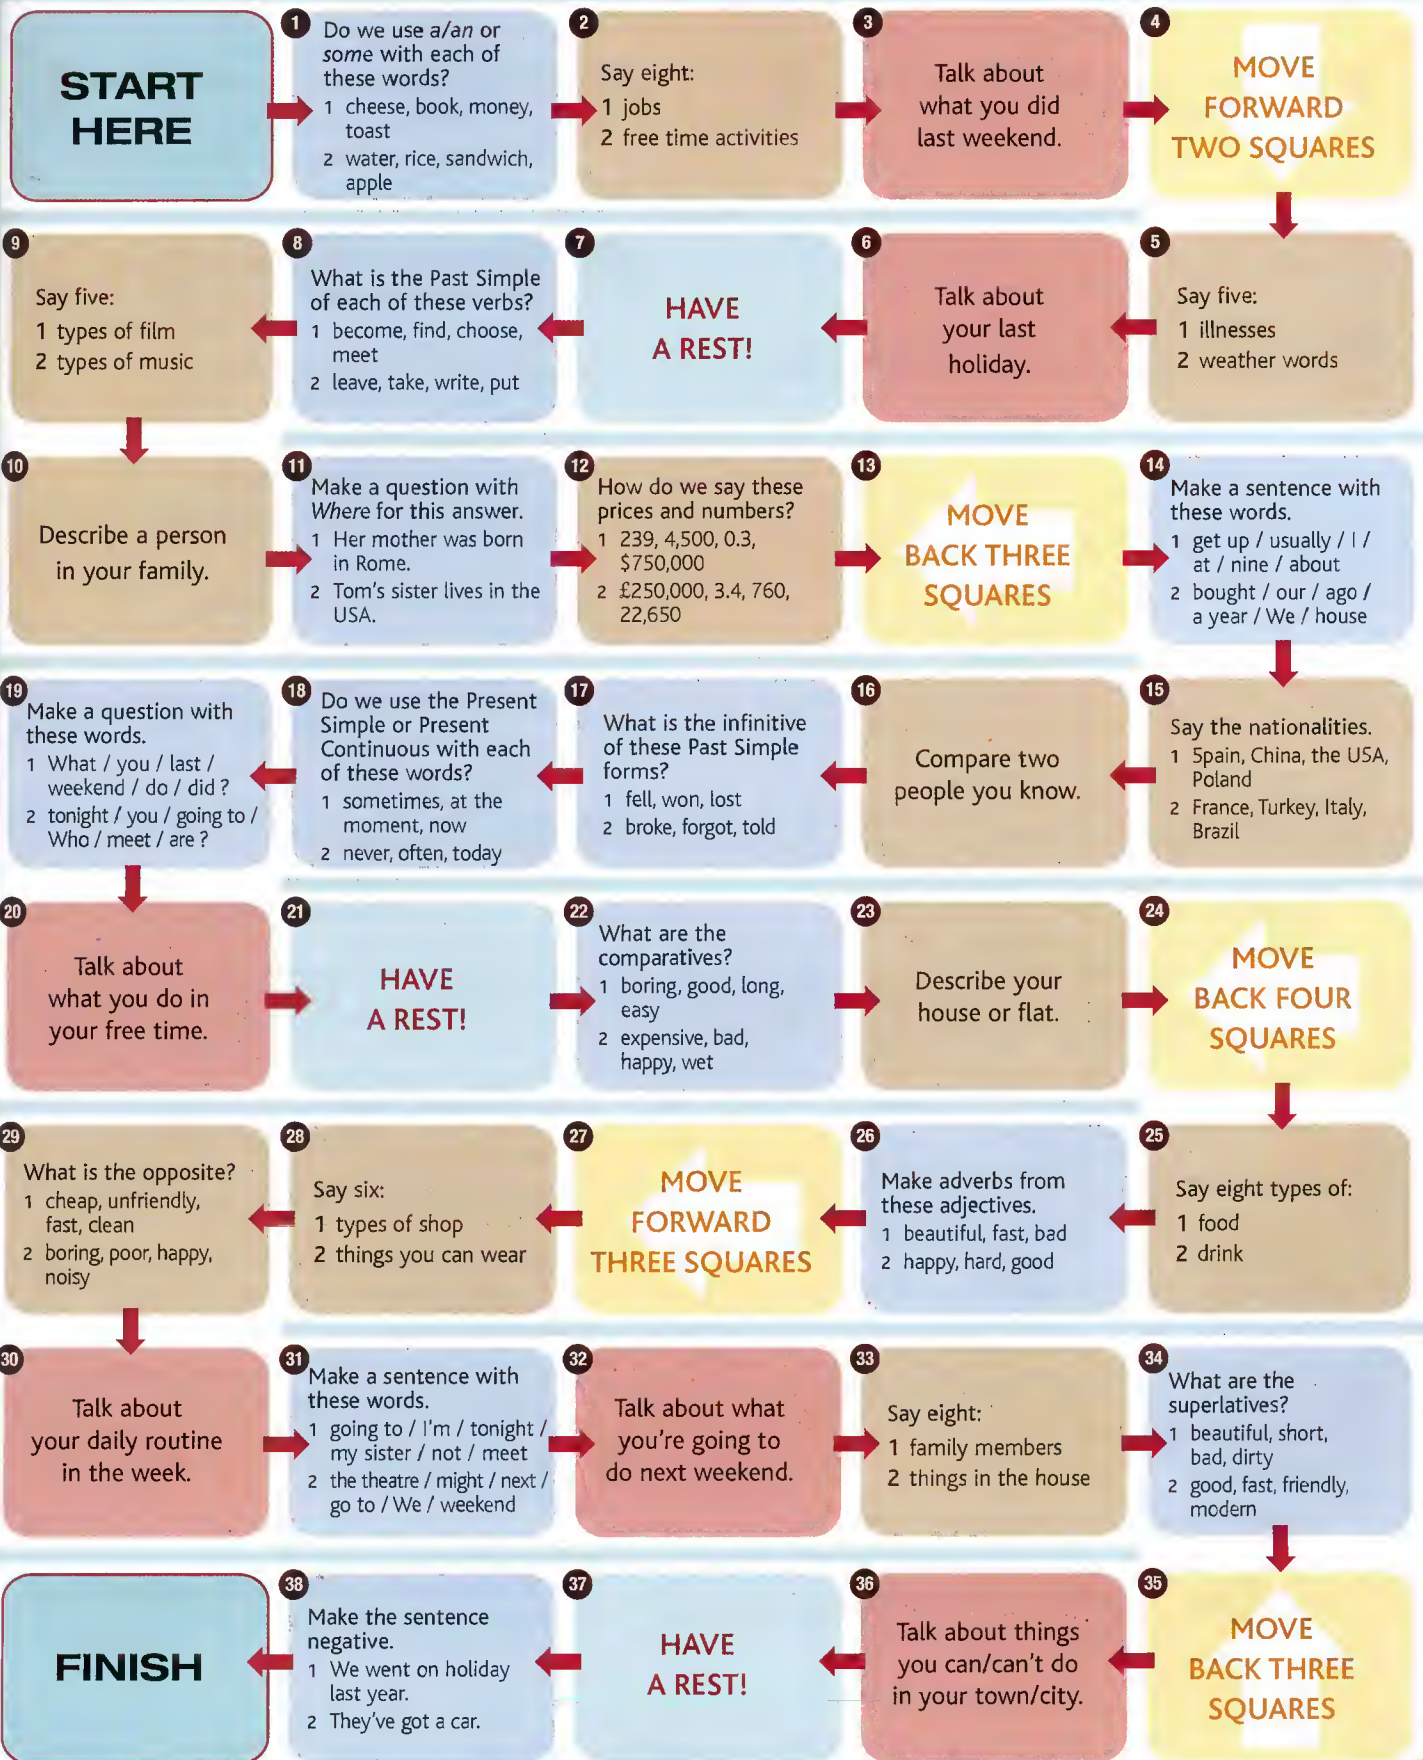 START
HERE
1
Do we use a/an or
some with each of
these words?
1 cheese, book, money,
toast
2 water, rice, sandwich,
apple
2
Say eight:
1 jobs
2 free time activities
3
Talk about
what you did
last weekend.
4
MOVE
FORWARD
TWO SQUARES
5
Say five:
1 illnesses
2 weather words
6
Talk about
your last
holiday.
7
HAVE
A REST!
8
What is the Past Simple
of each of these verbs?
1 become, find, choose,
meet
2 leave, take, write, put
9
Say five:
1 types of film
2 types of music
10
Describe a person
in your family.
11
Make a question with
Where for this answer.
1 Her mother was born
in Rome.
2 Tom's sister lives in the
USA.
12
How do we say these
prices and numbers?
1 239, 4,500, 0.3,
$750,000
2 £250,000, 3.4, 760,
22,650
13
MOVE
BACK THREE
SQUARES
14
Make a sentence with
these words.
1 get up / usually / I /
at / nine / about
2 bought / our / ago /
a year / We / house
15
Say the nationalities.
1 Spain, China, the USA,
Poland
2 France, Turkey, Italy,
Brazil
16
Compare two
people you know.
17
What is the infinitive
of these Past Simple
forms?
1 fell, won, lost
2 broke, forgot, told
18
Do we use the Present
Simple or Present
Continuous with each
of these words?
1 sometimes, at the
moment, now
2 never, often, today
19
Make a question with
these words.
1 What / you / last /
weekend / do / did ?
2 tonight / you / going to /
Who / meet / are ?
20
Talk about
what you do in
your free time.
21
HAVE
A REST!
22
What are the
comparatives?
1 boring, good, long,
easy
2 expensive, bad,
happy, wet
23
Describe your
house or flat.
24
MOVE
BACK FOUR
SQUARES
25
Say eight types of:
1 food
2 drink
26
Make adverbs from
these adjectives.
1 beautiful, fast, bad
2 happy, hard, good
27
MOVE
FORWARD
THREE SQUARES
28
Say six:
1 types of shop
2 things you can wear
29
What is the opposite?
1 cheap, unfriendly,
fast, clean
2 boring, poor, happy,
noisy
30
Talk about
your daily routine
in the week.
31
Make a sentence with
these words.
1 going to / I'm / tonight /
my sister / not / meet
2 the theatre / might / next /
go to / We / weekend
32
Talk about what
you're going to
do next weekend.
33
Say eight:
1 family members
2 things in the house
34
What are the
superlatives?
1 beautiful, short,
bad, dirty
2 good, fast, friendly,
modern
35
MOVE
BACK THREE
SQUARES
36
Talk about things
you can/can't do
in your town/city.
37
HAVE
A REST!
38
Make the sentence
negative.
1 We went on holiday
last year.
2 They've got a car.
FINISH